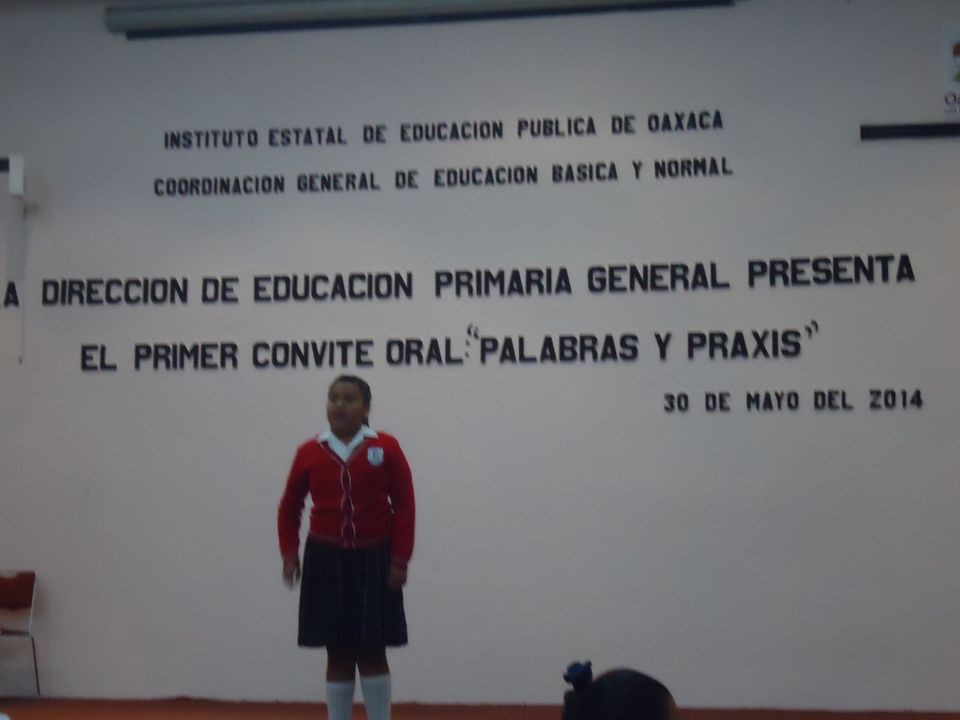 INSTITUTO ESTATAL DE EDUCACION PUBLICA DE OAXACA
COORDINACION GENERAL DE EDUCACION BASICA Y NORMAL
A DIRECCION DE EDUCACION PRIMARIA GENERAL PRESENTA
EL PRIMER CONVITE ORAL: "PALABRAS Y PRAXIS"
30 DE MAYO DEL 2014